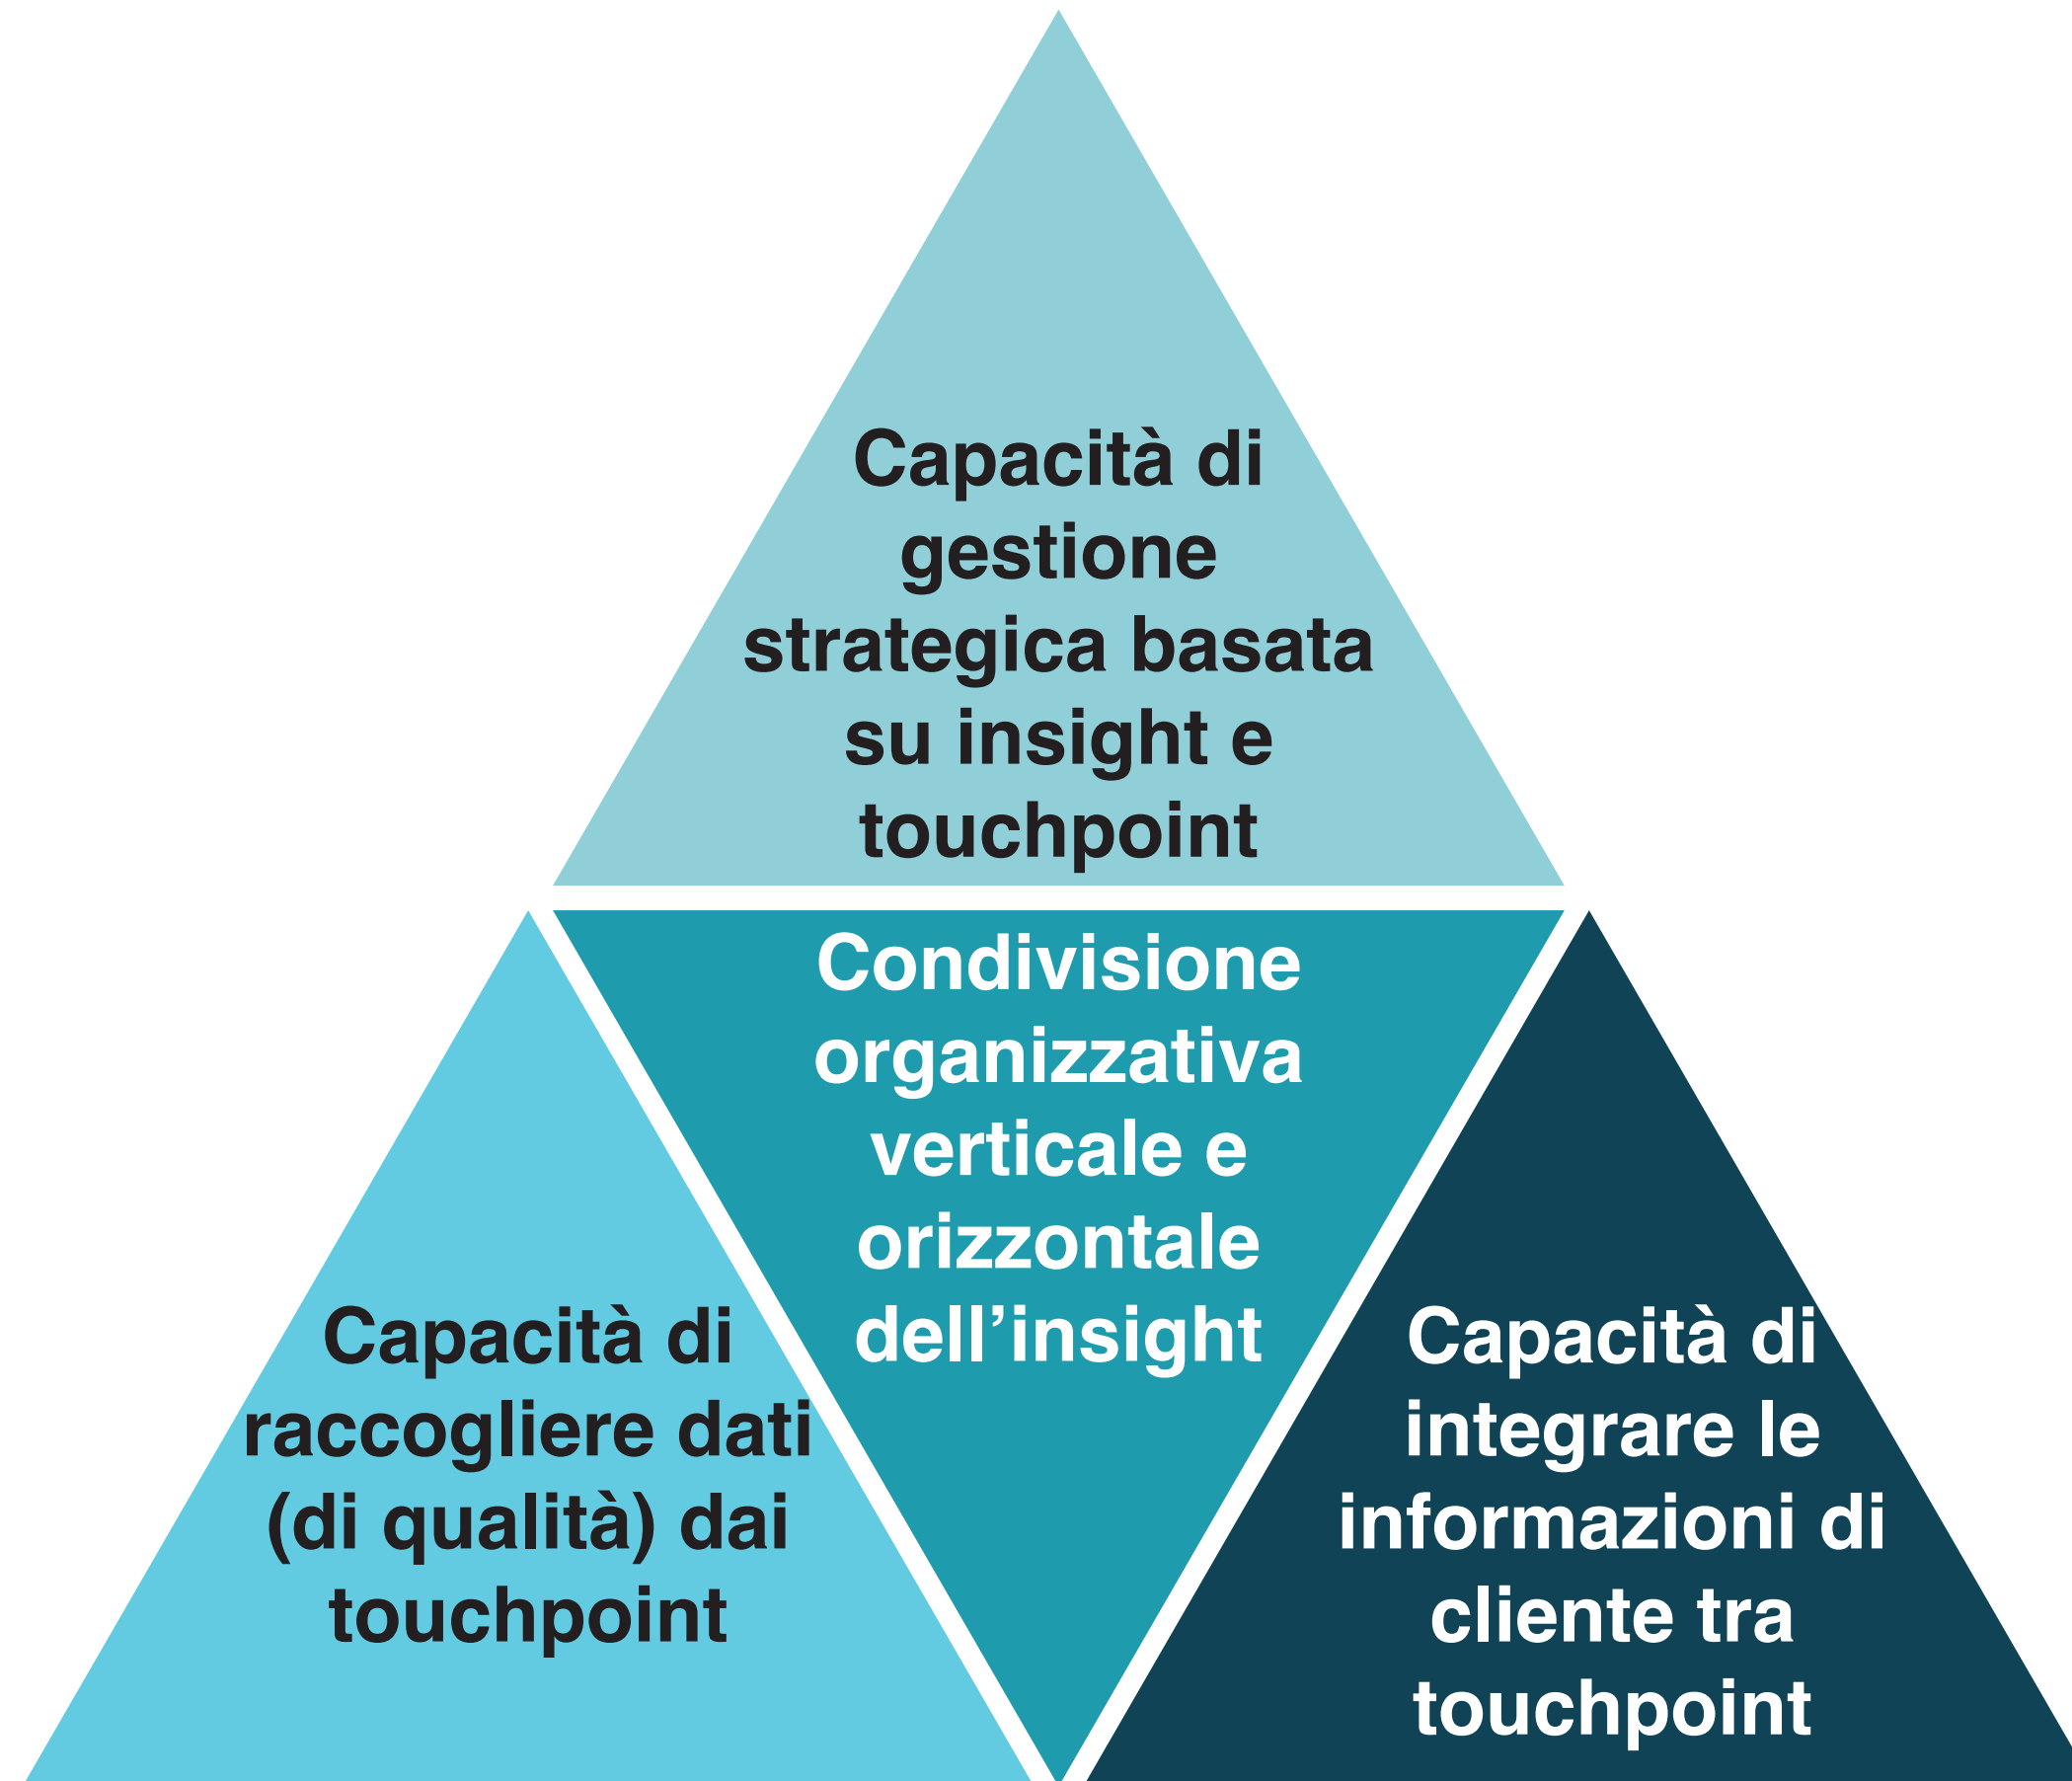 Capacità di
gestione
strategica basata
su insight e
touchpoint
Condivisione
organizzativa
verticale e
orizzontale
dell’insight
Capacità di
raccogliere dati
(di qualità) dai
touchpoint
Capacità di
integrare le
informazioni di
cliente tra
touchpoint